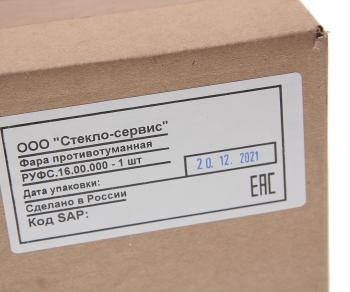 ООО "Стекло-сервис"
Фара противотуманная
РУФС.16.00.000 - 1 шт
Дата упаковки: 20. 12. 2021
Сделано в России
Код SAP:
ЕАС